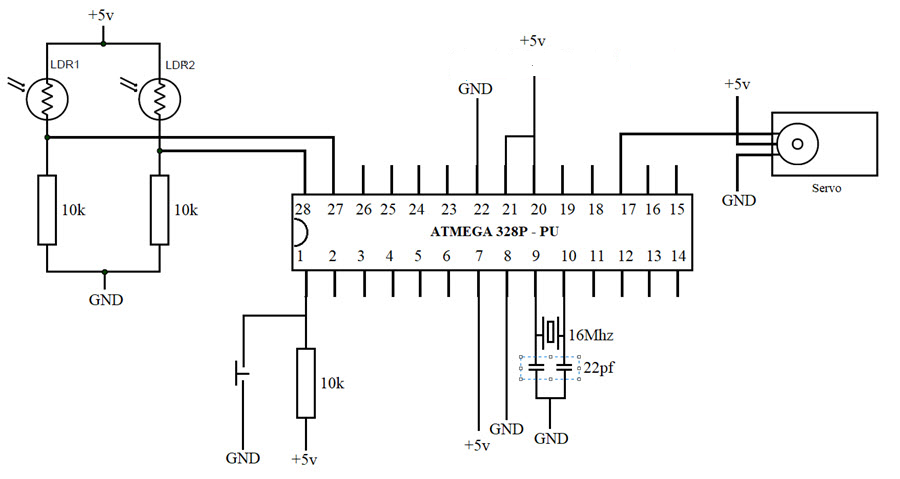 +5v
LDR1
LDR2
+5v
GND
+5v
GND
Servo
10k
10k
GND
28 27 26 25 24 23 22 21 20 19 18 17 16 15
ATMEGA 328P - PU
1 2 3 4 5 6 7 8 9 10 11 12 13 14
16Mhz
22pf
10k
GND
+5v
+5v
GND
GND